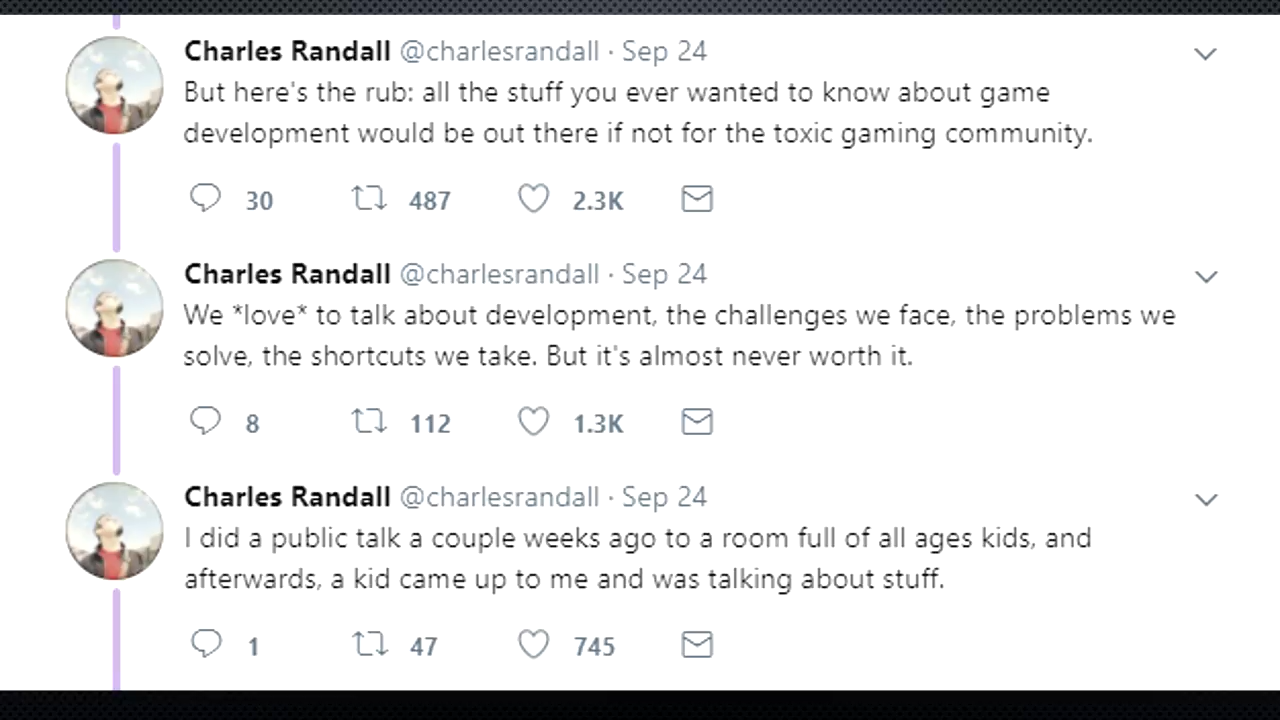 Charles Randall @charlesrandall · Sep 24
But here's the rub: all the stuff you ever wanted to know about game
development would be out there if not for the toxic gaming community.
30 487 2.3K
Charles Randall @charlesrandall · Sep 24
We *love* to talk about development, the challenges we face, the problems we
solve, the shortcuts we take. But it's almost never worth it.
8 112 1.3K
Charles Randall @charlesrandall · Sep 24
I did a public talk a couple weeks ago to a room full of all ages kids, and
afterwards, a kid came up to me and was talking about stuff.
1 47 745